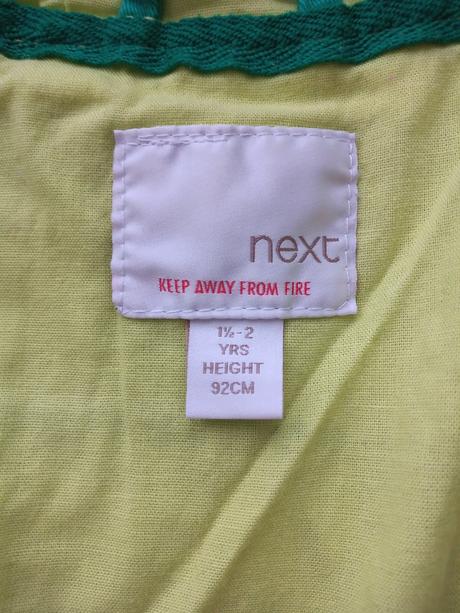 next
KEEP AWAY FROM FIRE
1½-2
YRS
HEIGHT
92CM